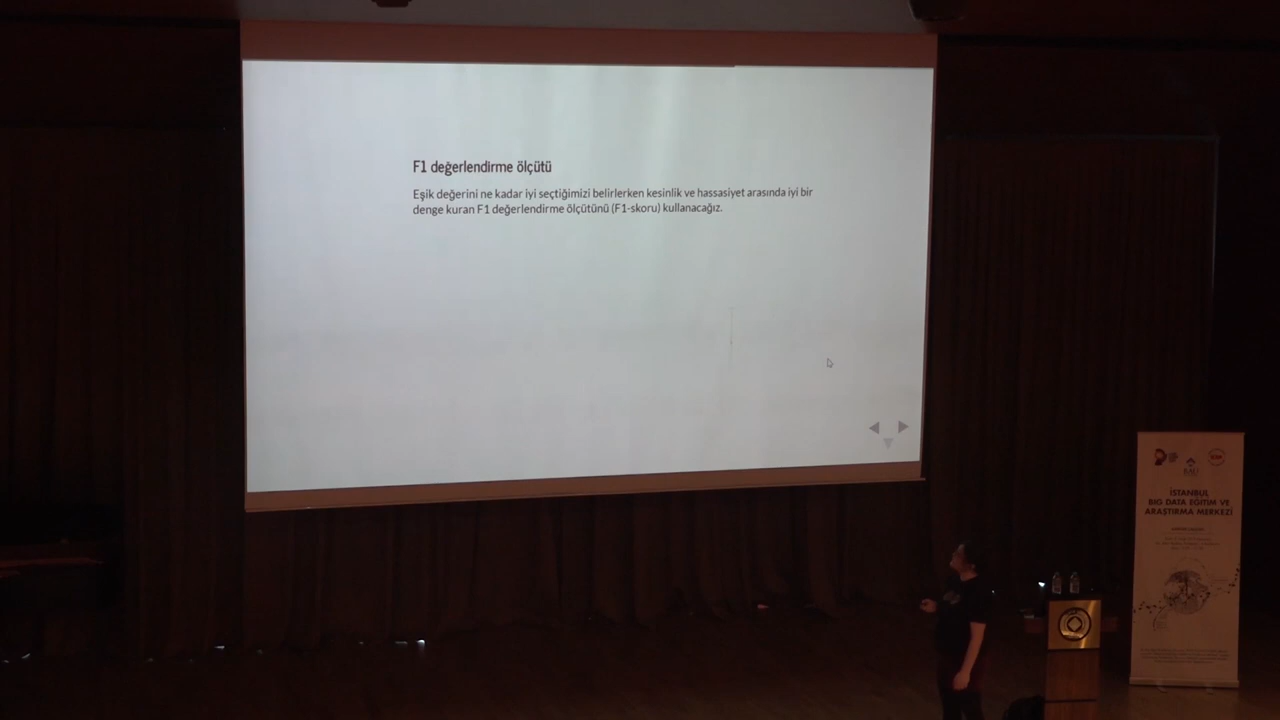 F1 değerlendirme ölçütü
Eşik değerini ne kadar iyi seçtiğimizi belirlerken kesinlik ve hassasiyet arasında iyi bir
denge kuran F1 değerlendirme ölçütünü (F1-skoru) kullanacağız.
BAU
İSTANBUL
BIG DATA EĞİTİM VE
ARAŞTIRMA MERKEZİ